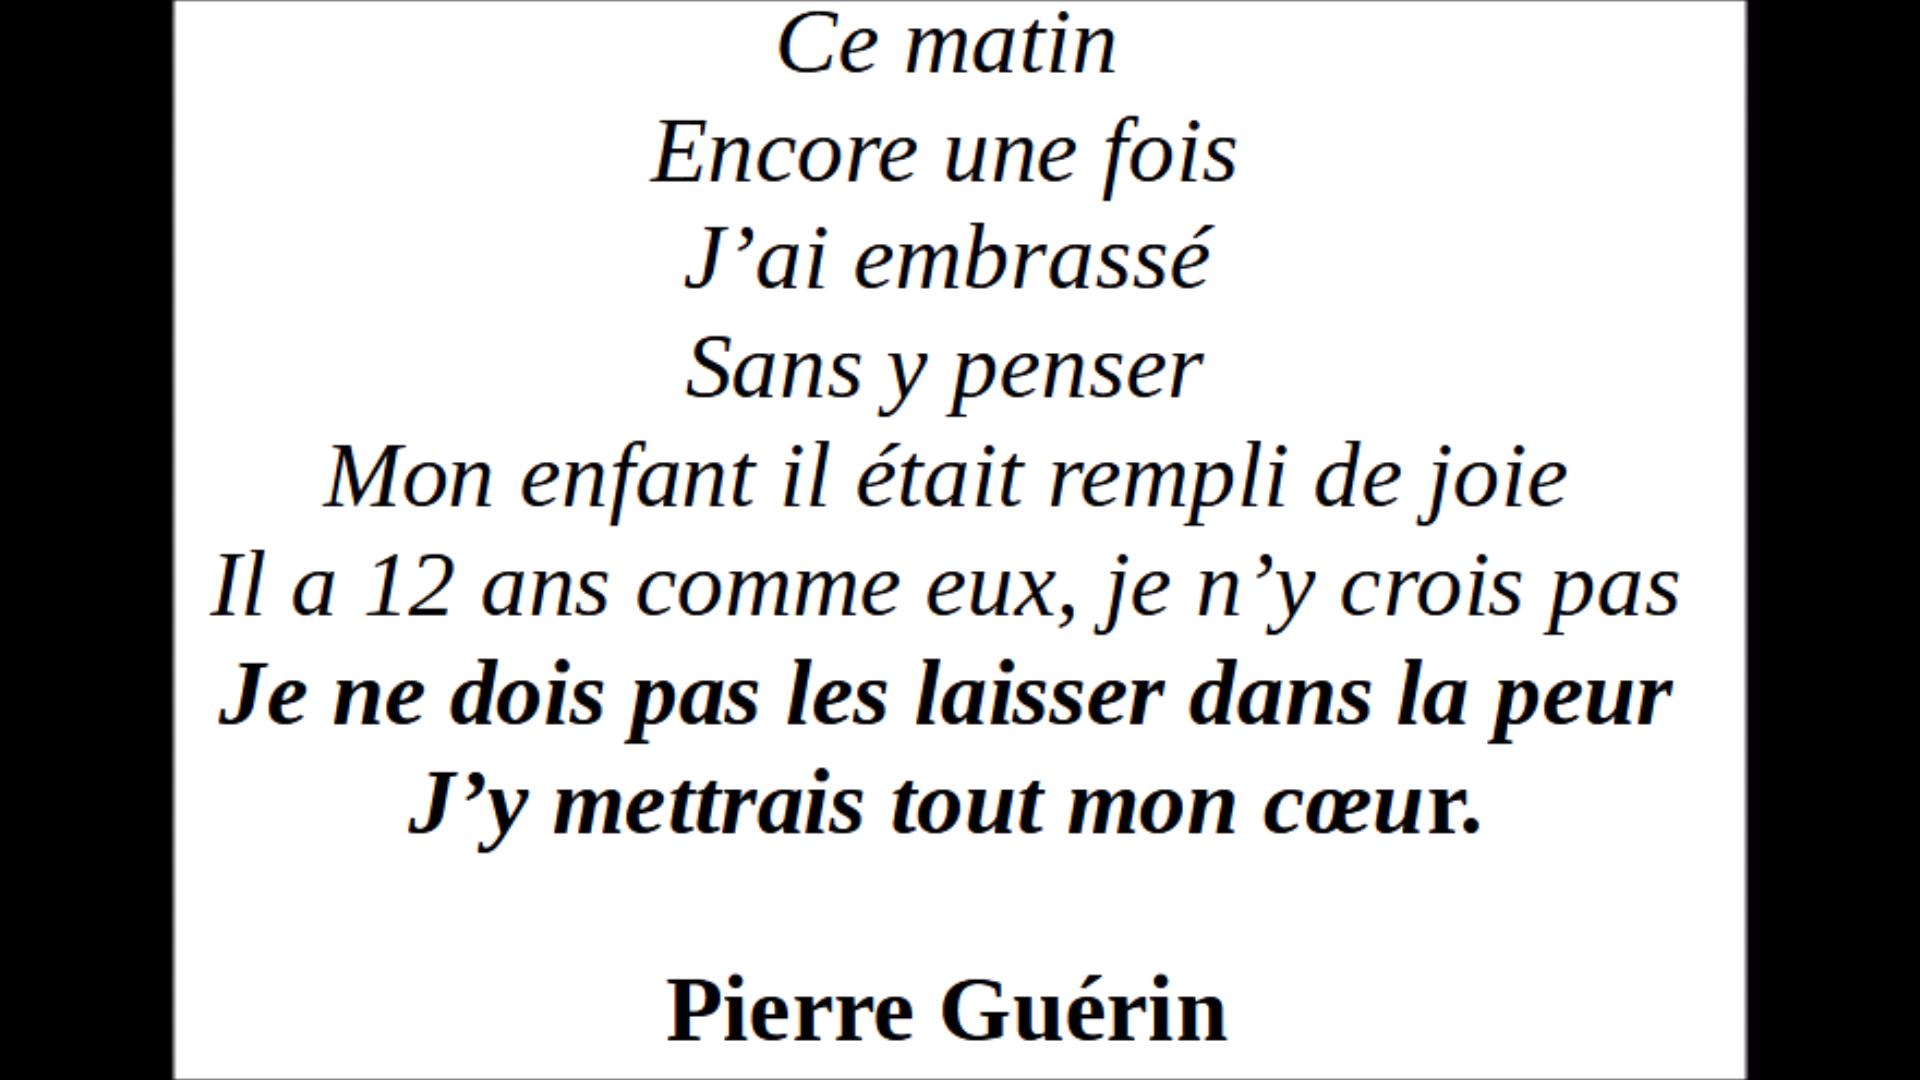 Ce matin
Encore une fois
J’ai embrassé
Sans y penser
Mon enfant il était rempli de joie
Il a 12 ans comme eux, je n’y crois pas
Je ne dois pas les laisser dans la peur
J’y mettrais tout mon cœur.
Pierre Guérin